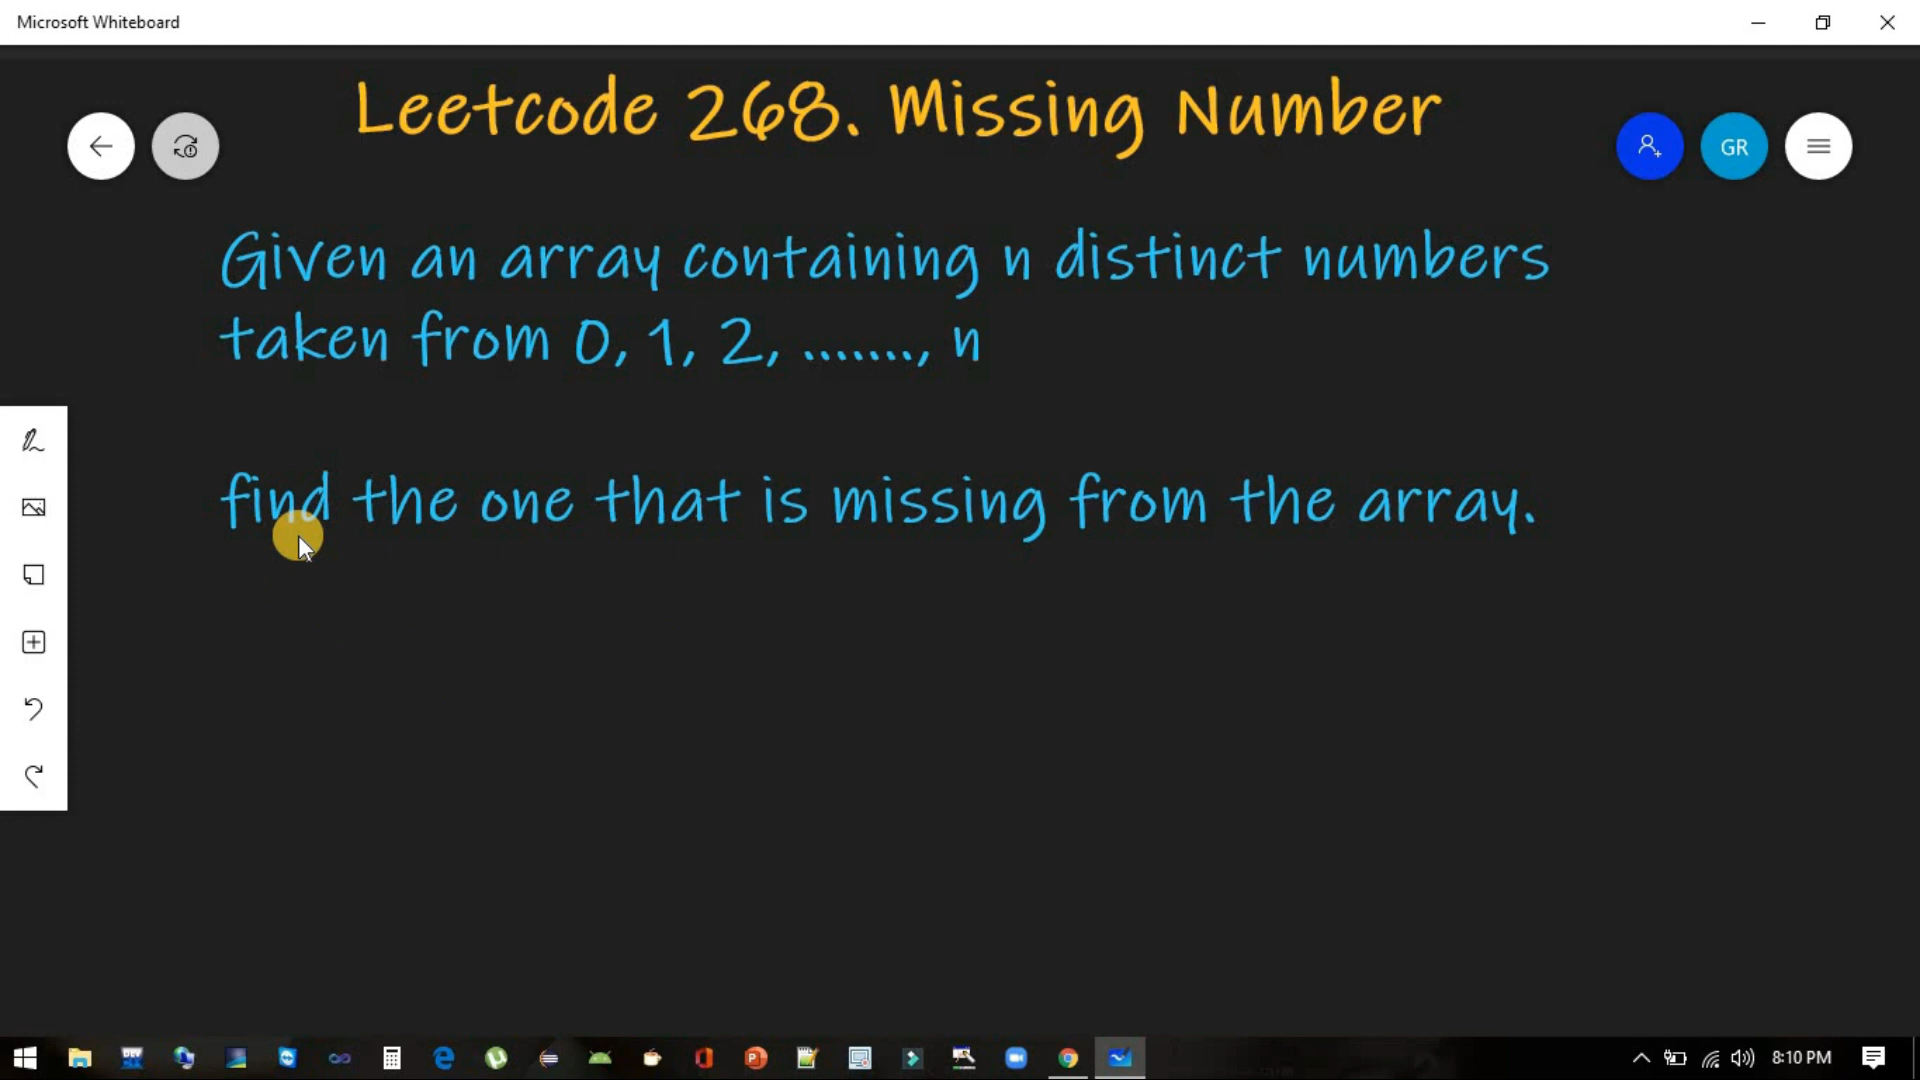 Microsoft Whiteboard
Leetcode 268. Missing Number
GR
Given an array containing n distinct numbers
taken from 0, 1, 2, ......., n
find the one that is missing from the array.
DEV
8:10 PM